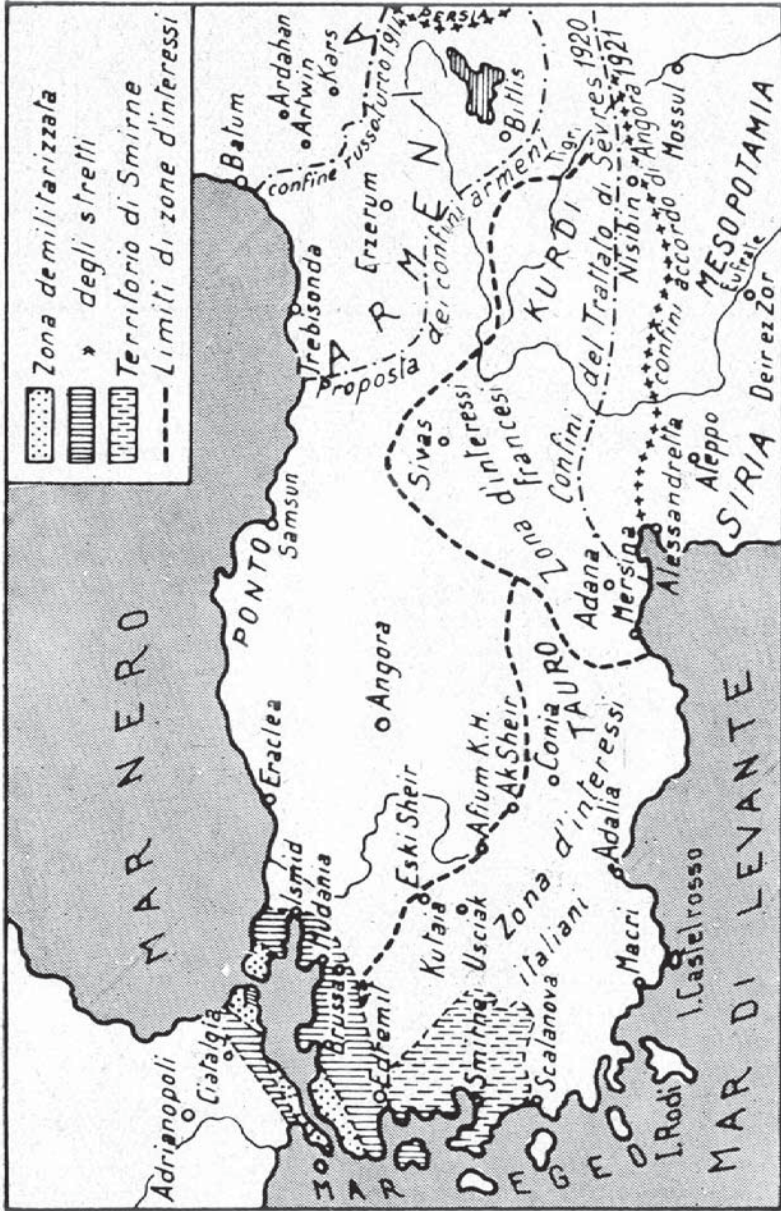 Zona demilitarizzata
" degli stretti
Territorio di Smirne
Limiti di zone d'interessi
MAR NERO
Adrianopoli
Ciatalgia
Ismid
Mudania
Brussa
Edremit
Eraclea
PONTO
Samsun
Trebisonda
Batum
Ardahan
Artwin
Kars
PERSIA
confine russo-turco 1914
ARMENIA
Erzerum
Bitlis
Proposta dei confini armeni
Angora
Sivas
Eski Sheir
Kutaia
Afium K.H.
Usciak
AkSheir
Conia
TAURO
Zona d'interessi
francesi
KURDI
Tigr.
Confini del Trattato di Sèvres 1920
Nisibin
confini accordo di Angora 1921
Mossul
MESOPOTAMIA
Eufrate
Deir ez Zor
SIRIA
Aleppo
Alessandretta
Adana
Mersina
Zona d'interessi
italiani
Smirne
Scalanova
Adalia
Macri
I. Castelrosso
I. Rodi
MAR EGEO
MAR DI LEVANTE